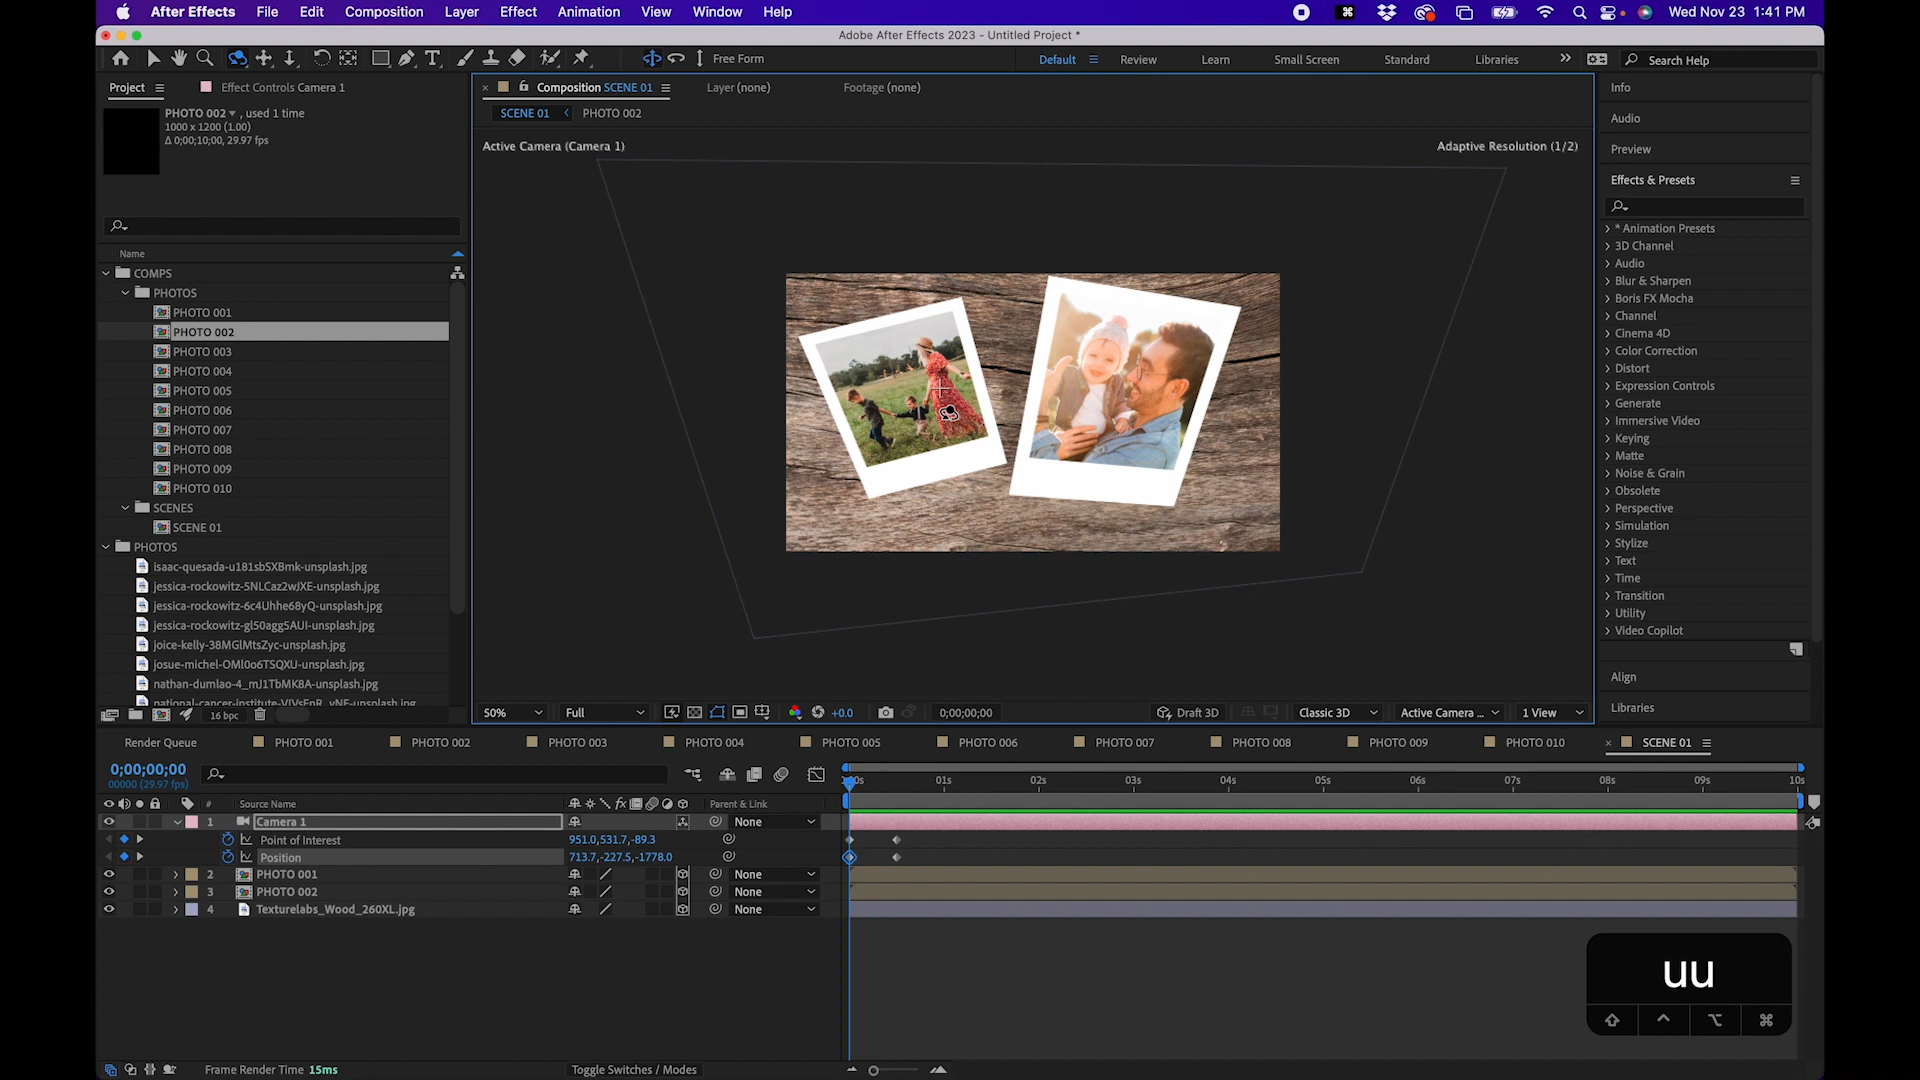 After Effects File Edit Composition Layer Effect Animation View Window Help
Wed Nov 23 1:41 PM
Adobe After Effects 2023 - Untitled Project *
Free Form
Default Review Learn Small Screen Standard Libraries
Search Help
Project
Effect Controls Camera 1
PHOTO 002 , used 1 time
1000 x 1200 (1.00)
Δ 0;00;10;00, 29.97 fps
Name
COMPS
PHOTOS
PHOTO 001
PHOTO 002
PHOTO 003
PHOTO 004
PHOTO 005
PHOTO 006
PHOTO 007
PHOTO 008
PHOTO 009
PHOTO 010
SCENES
SCENE 01
PHOTOS
isaac-quesada-u181sbSXBmk-unsplash.jpg
jessica-rockowitz-5NLCaz2wJXE-unsplash.jpg
jessica-rockowitz-6c4Uhhe68yQ-unsplash.jpg
jessica-rockowitz-gl50agg5AUI-unsplash.jpg
joice-kelly-38MGlMtsZyc-unsplash.jpg
josue-michel-OMl0o6TSQXU-unsplash.jpg
nathan-dumlao-4_mJ1TbMK8A-unsplash.jpg
16 bpc
Composition SCENE 01
Layer (none)
Footage (none)
SCENE 01 PHOTO 002
Active Camera (Camera 1)
Adaptive Resolution (1/2)
50% Full +0.0 0;00;00;00 Draft 3D Classic 3D Active Camera ... 1 View
Info
Audio
Preview
Effects & Presets
* Animation Presets
3D Channel
Audio
Blur & Sharpen
Boris FX Mocha
Channel
Cinema 4D
Color Correction
Distort
Expression Controls
Generate
Immersive Video
Keying
Matte
Noise & Grain
Obsolete
Perspective
Simulation
Stylize
Text
Time
Transition
Utility
Video Copilot
Align
Libraries
Render Queue PHOTO 001 PHOTO 002 PHOTO 003 PHOTO 004 PHOTO 005 PHOTO 006 PHOTO 007 PHOTO 008 PHOTO 009 PHOTO 010 SCENE 01
0;00;00;00
00000 (29.97 fps)
01s 02s 03s 04s 05s 06s 07s 08s 09s 10s
# Source Name Parent & Link
1 Camera 1 None
Point of Interest 951.0,531.7,-89.3
Position 713.7,-227.5,-1778.0
2 PHOTO 001 None
3 PHOTO 002 None
4 Texturelabs_Wood_260XL.jpg None
uu
Frame Render Time 15ms
Toggle Switches / Modes